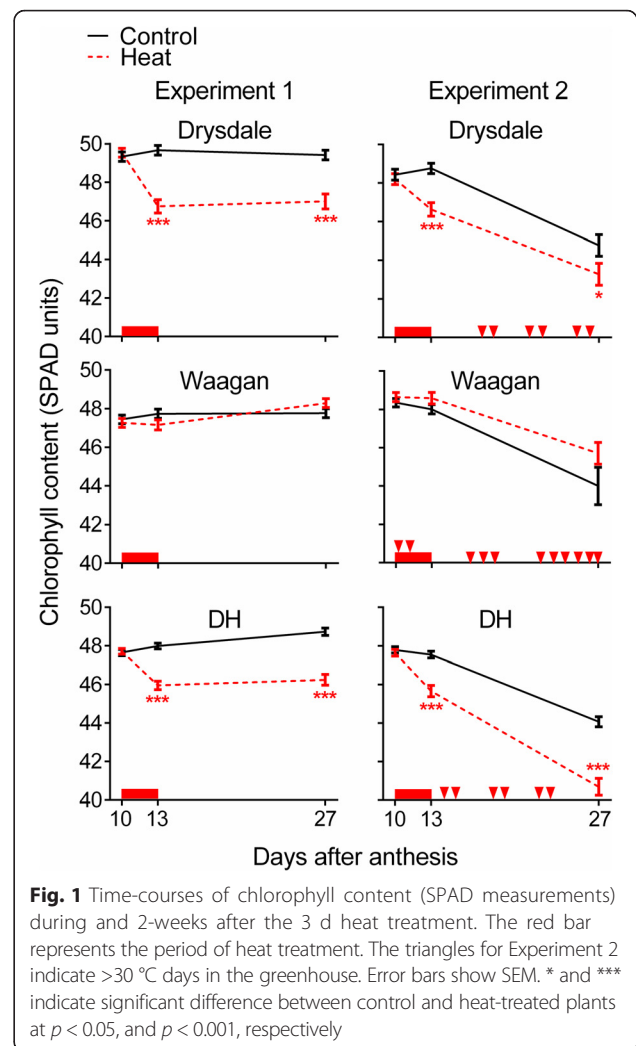 Control
Heat
Experiment 1
Experiment 2
Drysdale
Drysdale
50
48
46
44
42
40
***
***
***
*
Waagan
Waagan
50
48
46
44
42
40
DH
DH
50
48
46
44
42
40
***
***
***
***
10 13 27
10 13 27
Chlorophyll content (SPAD units)
Days after anthesis
Fig. 1 Time-courses of chlorophyll content (SPAD measurements)
during and 2-weeks after the 3 d heat treatment. The red bar
represents the period of heat treatment. The triangles for Experiment 2
indicate >30 °C days in the greenhouse. Error bars show SEM. * and ***
indicate significant difference between control and heat-treated plants
at p < 0.05, and p < 0.001, respectively